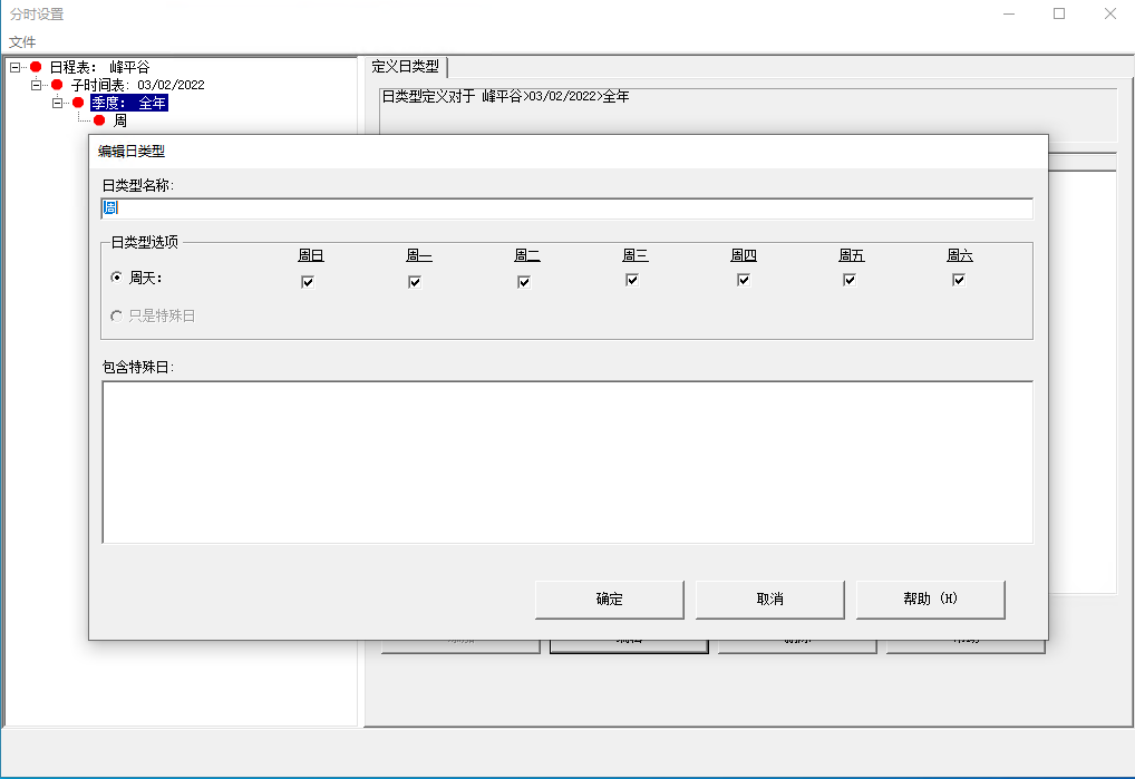 分时设置
文件
日程表: 峰平谷
子时间表: 03/02/2022
季度: 全年
周
定义日类型
日类型定义对于 峰平谷>03/02/2022>全年
编辑日类型
日类型名称:
周
日类型选项
周日 周一 周二 周三 周四 周五 周六
周天:
只是特殊日
包含特殊日:
确定 取消 帮助 (H)